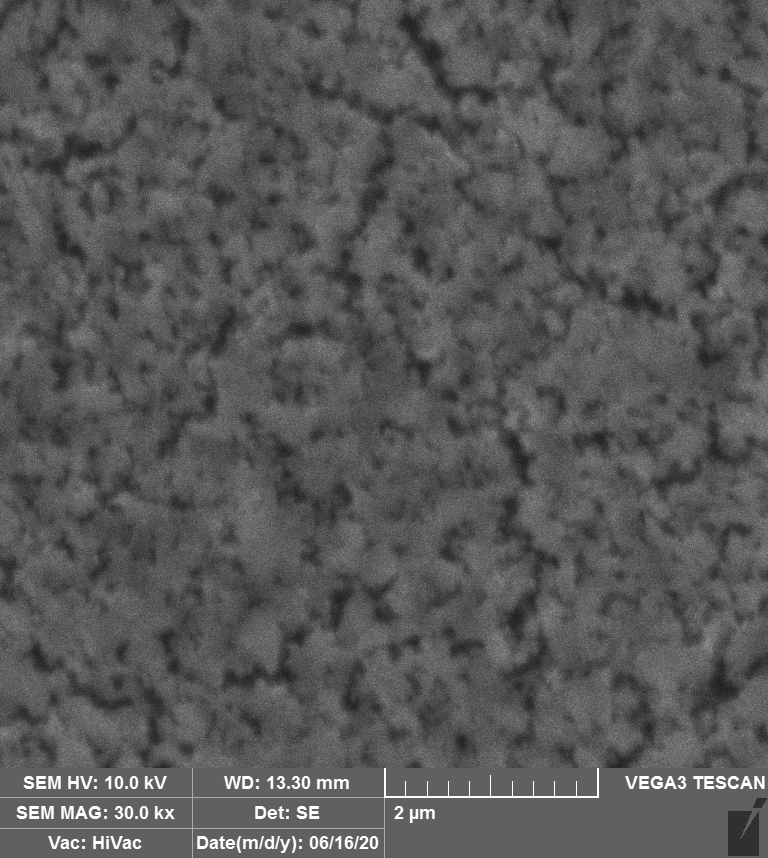 SEM HV: 10.0 kV WD: 13.30 mm VEGA3 TESCAN
SEM MAG: 30.0 kx Det: SE 2 µm
Vac: HiVac Date(m/d/y): 06/16/20